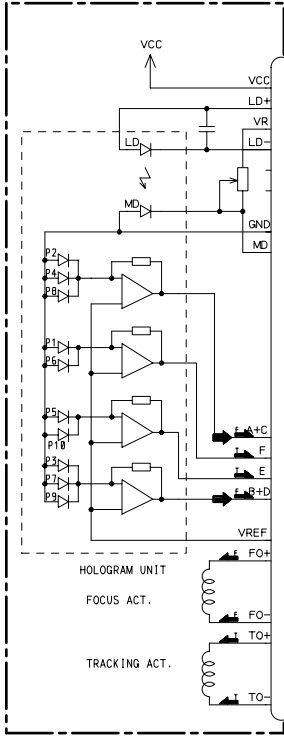 VCC
VCC
LD+
VR
LD
LD-
MD
GND
MD
P2
P4
P8
P1
P6
P5
P10
P3
P7
P9
F A+C
T F
T E
F B+D
VREF
HOLOGRAM UNIT
F FO+
FOCUS ACT.
F FO-
T TO+
TRACKING ACT.
T TO-